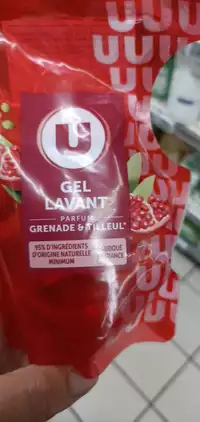 U
GEL
LAVANT
PARFUM
GRENADE & TILLEUL*
95% D'INGRÉDIENTS
D'ORIGINE NATURELLE
MINIMUM